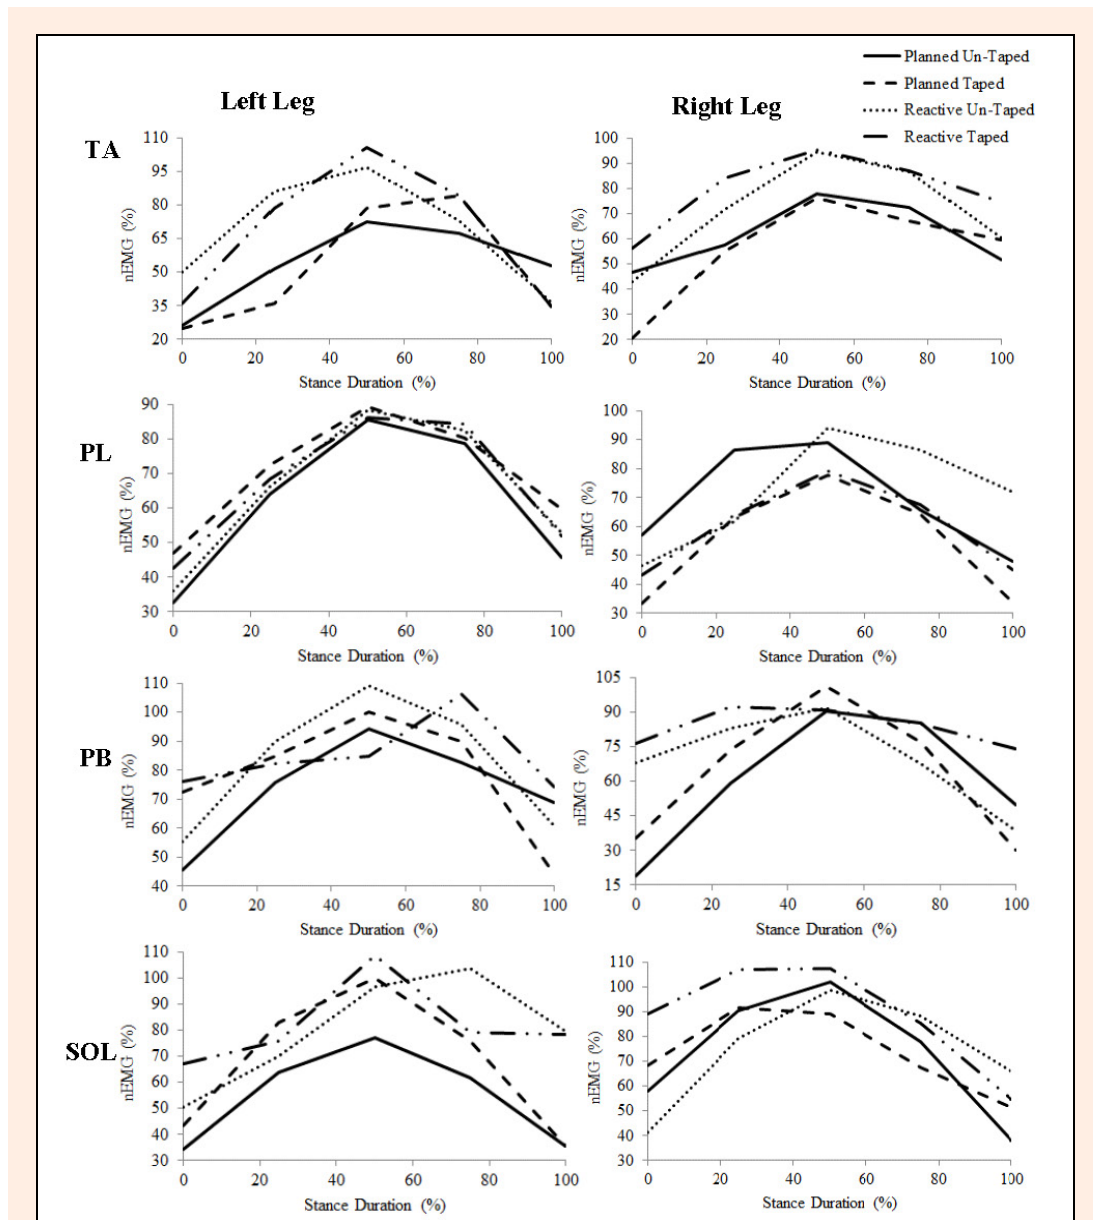 Planned Un-Taped
Planned Taped
Reactive Un-Taped
Reactive Taped
Left Leg
Right Leg
TA
110
95
80
65
50
35
20
nEMG (%)
0 20 40 60 80 100
Stance Duration (%)
100
90
80
70
60
50
40
30
20
nEMG (%)
0 20 40 60 80 100
Stance Duration (%)
PL
90
80
70
60
50
40
30
nEMG (%)
0 20 40 60 80 100
Stance Duration (%)
100
90
80
70
60
50
40
30
nEMG (%)
0 20 40 60 80 100
Stance Duration (%)
PB
110
100
90
80
70
60
50
40
nEMG (%)
0 20 40 60 80 100
Stance Duration (%)
105
90
75
60
45
30
15
nEMG (%)
0 20 40 60 80 100
Stance Duration (%)
SOL
110
100
90
80
70
60
50
40
30
nEMG (%)
0 20 40 60 80 100
Stance Duration (%)
110
100
90
80
70
60
50
40
30
nEMG (%)
0 20 40 60 80 100
Stance Duration (%)